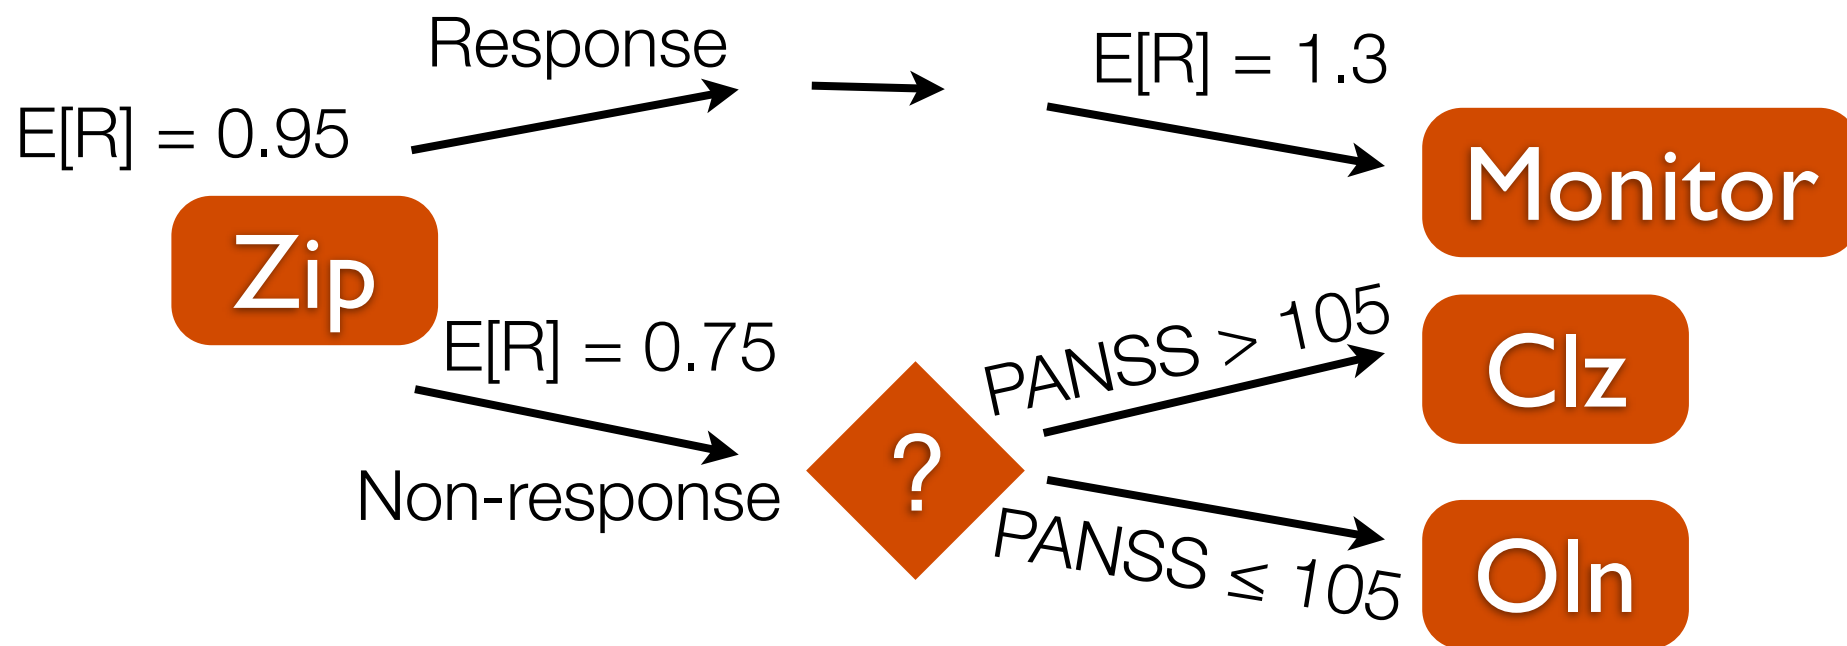 Response
E[R] = 1.3
E[R] = 0.95
Monitor
Zip
E[R] = 0.75
PANSS > 105
Clz
?
Non-response
PANSS ≤ 105
Oln